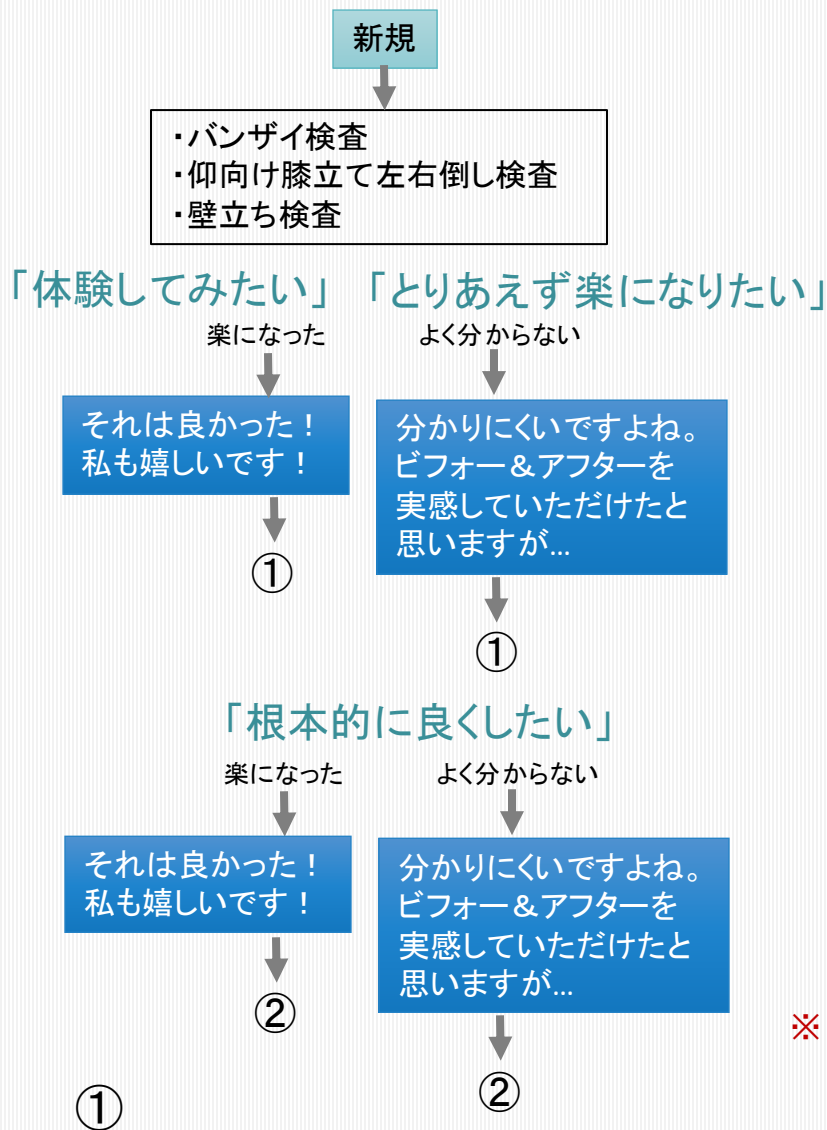 新規
・バンザイ検査
・仰向け膝立て左右倒し検査
・壁立ち検査
「体験してみたい」 「とりあえず楽になりたい」
楽になった よく分からない
それは良かった！
私も嬉しいです！
分かりにくいですよね。
ビフォー＆アフターを
実感していただけたと
思いますが…
①
①
「根本的に良くしたい」
楽になった よく分からない
それは良かった！
私も嬉しいです！
分かりにくいですよね。
ビフォー＆アフターを
実感していただけたと
思いますが…
②
※
②
①